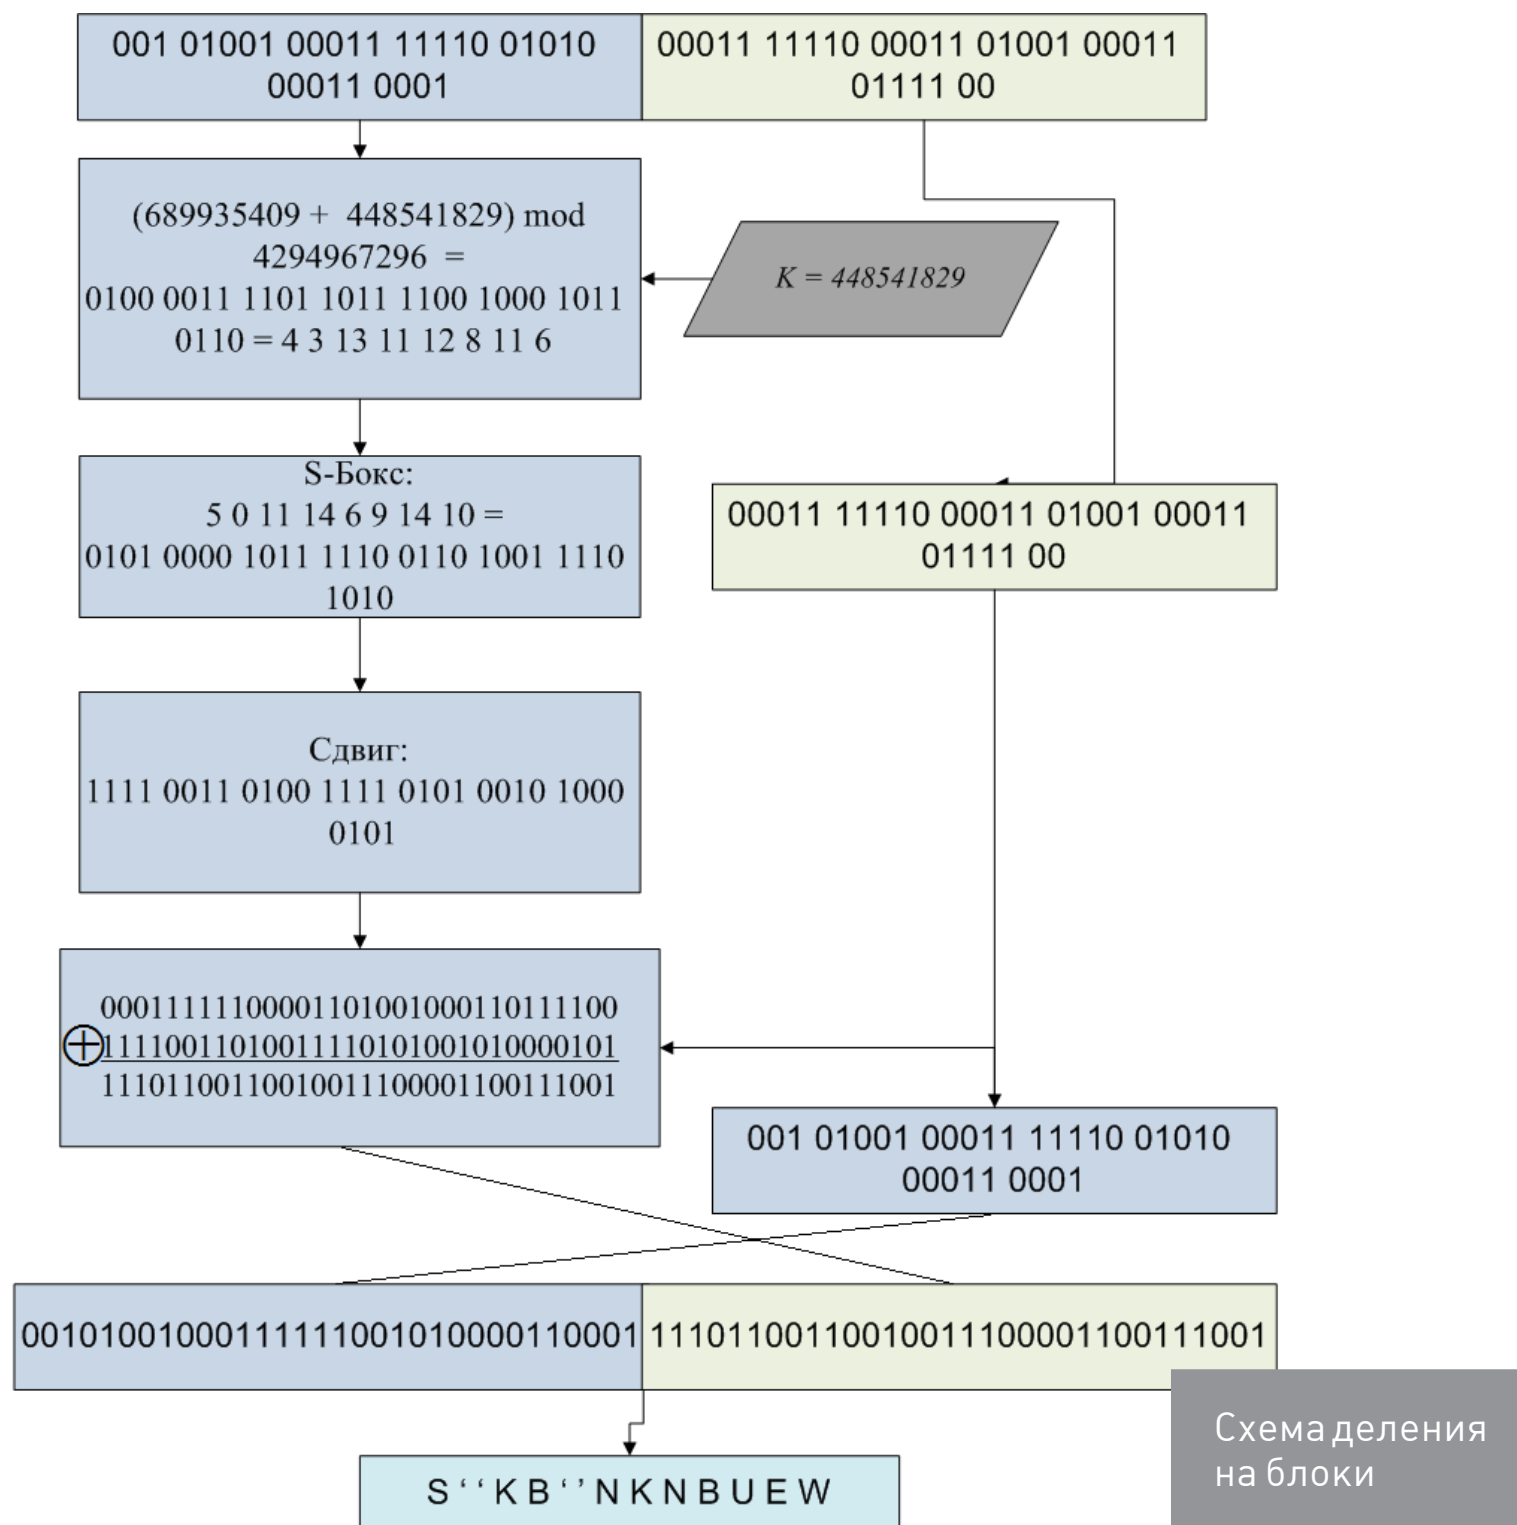 001 01001 00011 11110 01010
00011 0001
00011 11110 00011 01001 00011
01111 00
(689935409 + 448541829) mod
4294967296 =
0100 0011 1101 1011 1100 1000 1011
0110 = 4 3 13 11 12 8 11 6
K = 448541829
S-Бокс:
5 0 11 14 6 9 14 10 =
0101 0000 1011 1110 0110 1001 1110
1010
00011 11110 00011 01001 00011
01111 00
Сдвиг:
1111 0011 0100 1111 0101 0010 1000
0101
00011111100001101001000110111100
11110011010011110101001010000101
11101100110010011100001100111001
001 01001 00011 11110 01010
00011 0001
00101001000111111001010000110001
11101100110010011100001100111001
S ‘ ‘ K B ‘ ’ N K N B U E W
Схема деления
на блоки